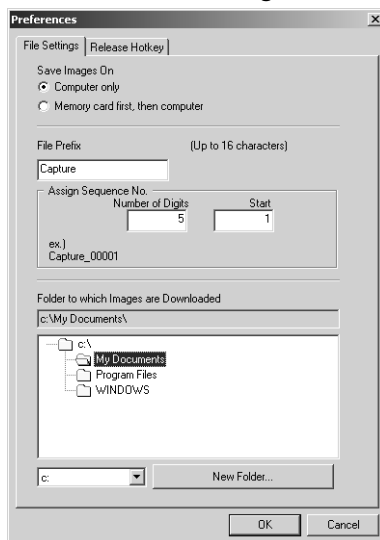 Preferences
File Settings Release Hotkey
Save Images On
Computer only
Memory card first, then computer
File Prefix (Up to 16 characters)
Capture
Assign Sequence No.
Number of Digits Start
5 1
ex.)
Capture_00001
Folder to which Images are Downloaded
c:\My Documents\
c:\
My Documents
Program Files
WINDOWS
c: New Folder...
OK Cancel